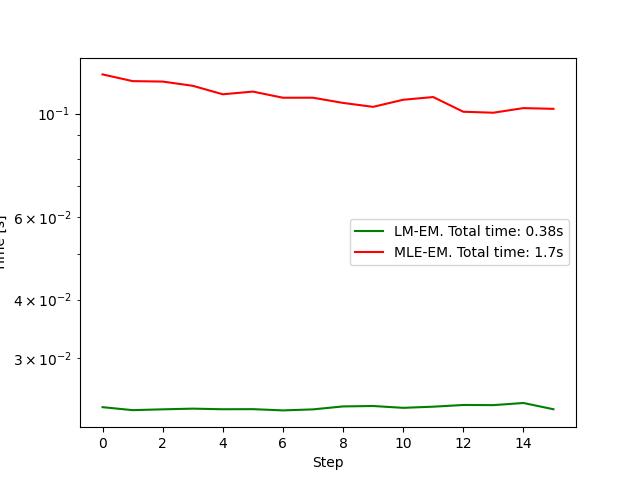 10⁻¹
6 × 10⁻²
4 × 10⁻²
3 × 10⁻²
LM-EM. Total time: 0.38s
MLE-EM. Total time: 1.7s
0 2 4 6 8 10 12 14
Step